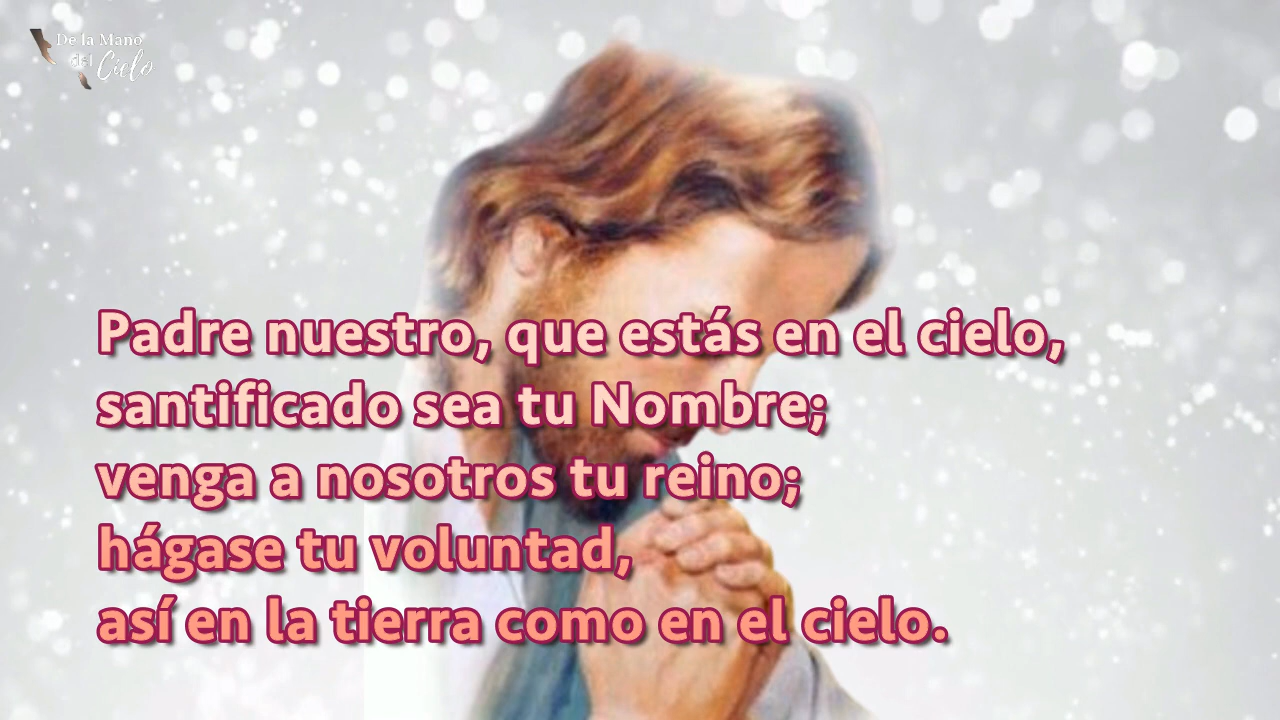 De la Mano
del Cielo
Padre nuestro, que estás en el cielo,
santificado sea tu Nombre;
venga a nosotros tu reino;
hágase tu voluntad,
así en la tierra como en el cielo.